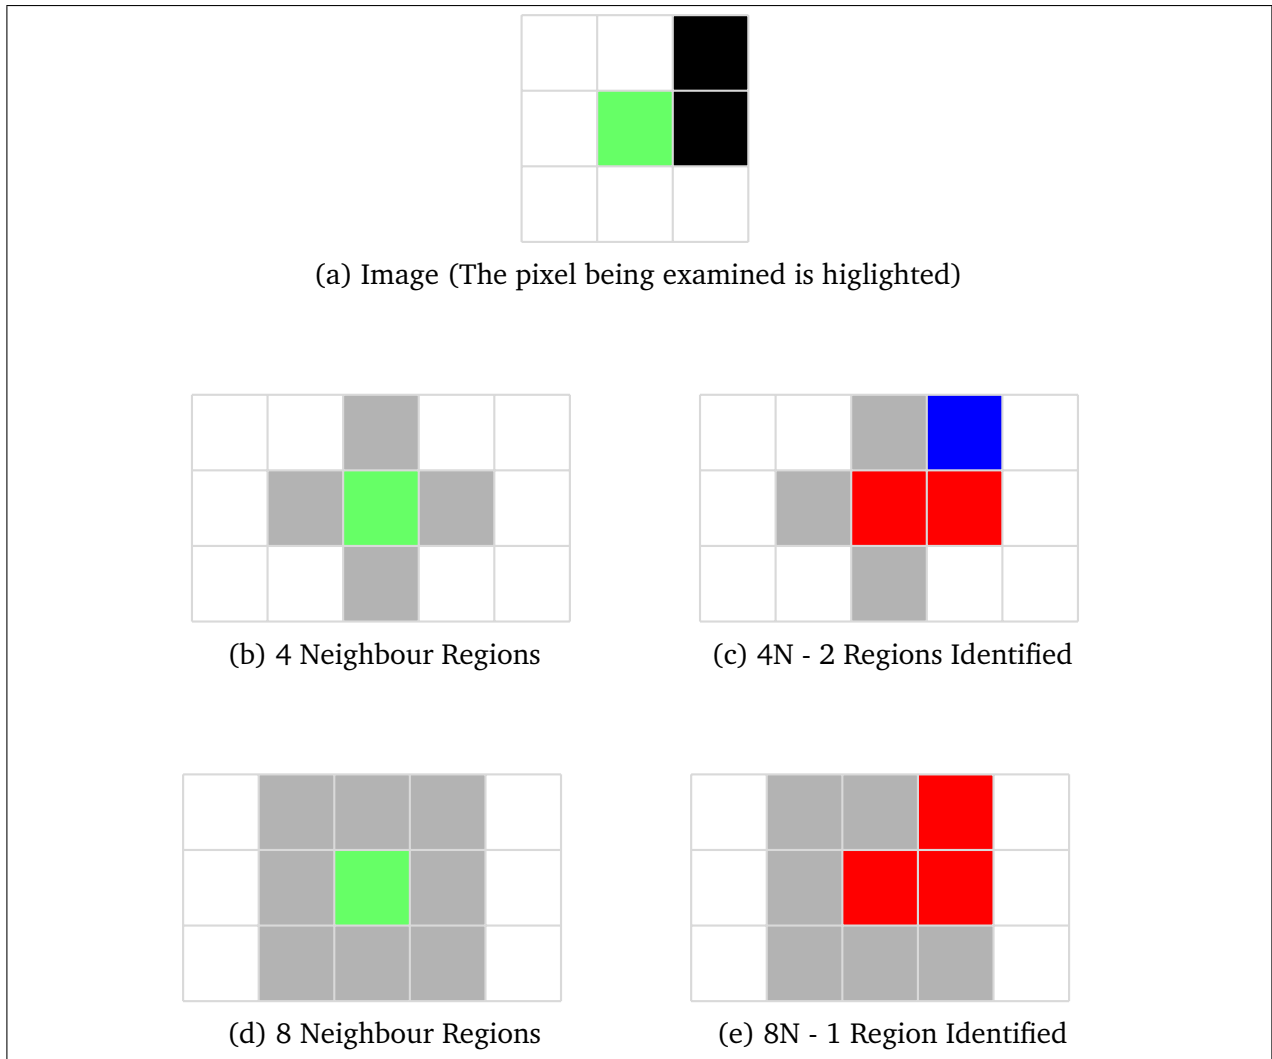 (a) Image (The pixel being examined is higlighted)
(b) 4 Neighbour Regions
(c) 4N - 2 Regions Identified
(d) 8 Neighbour Regions
(e) 8N - 1 Region Identified